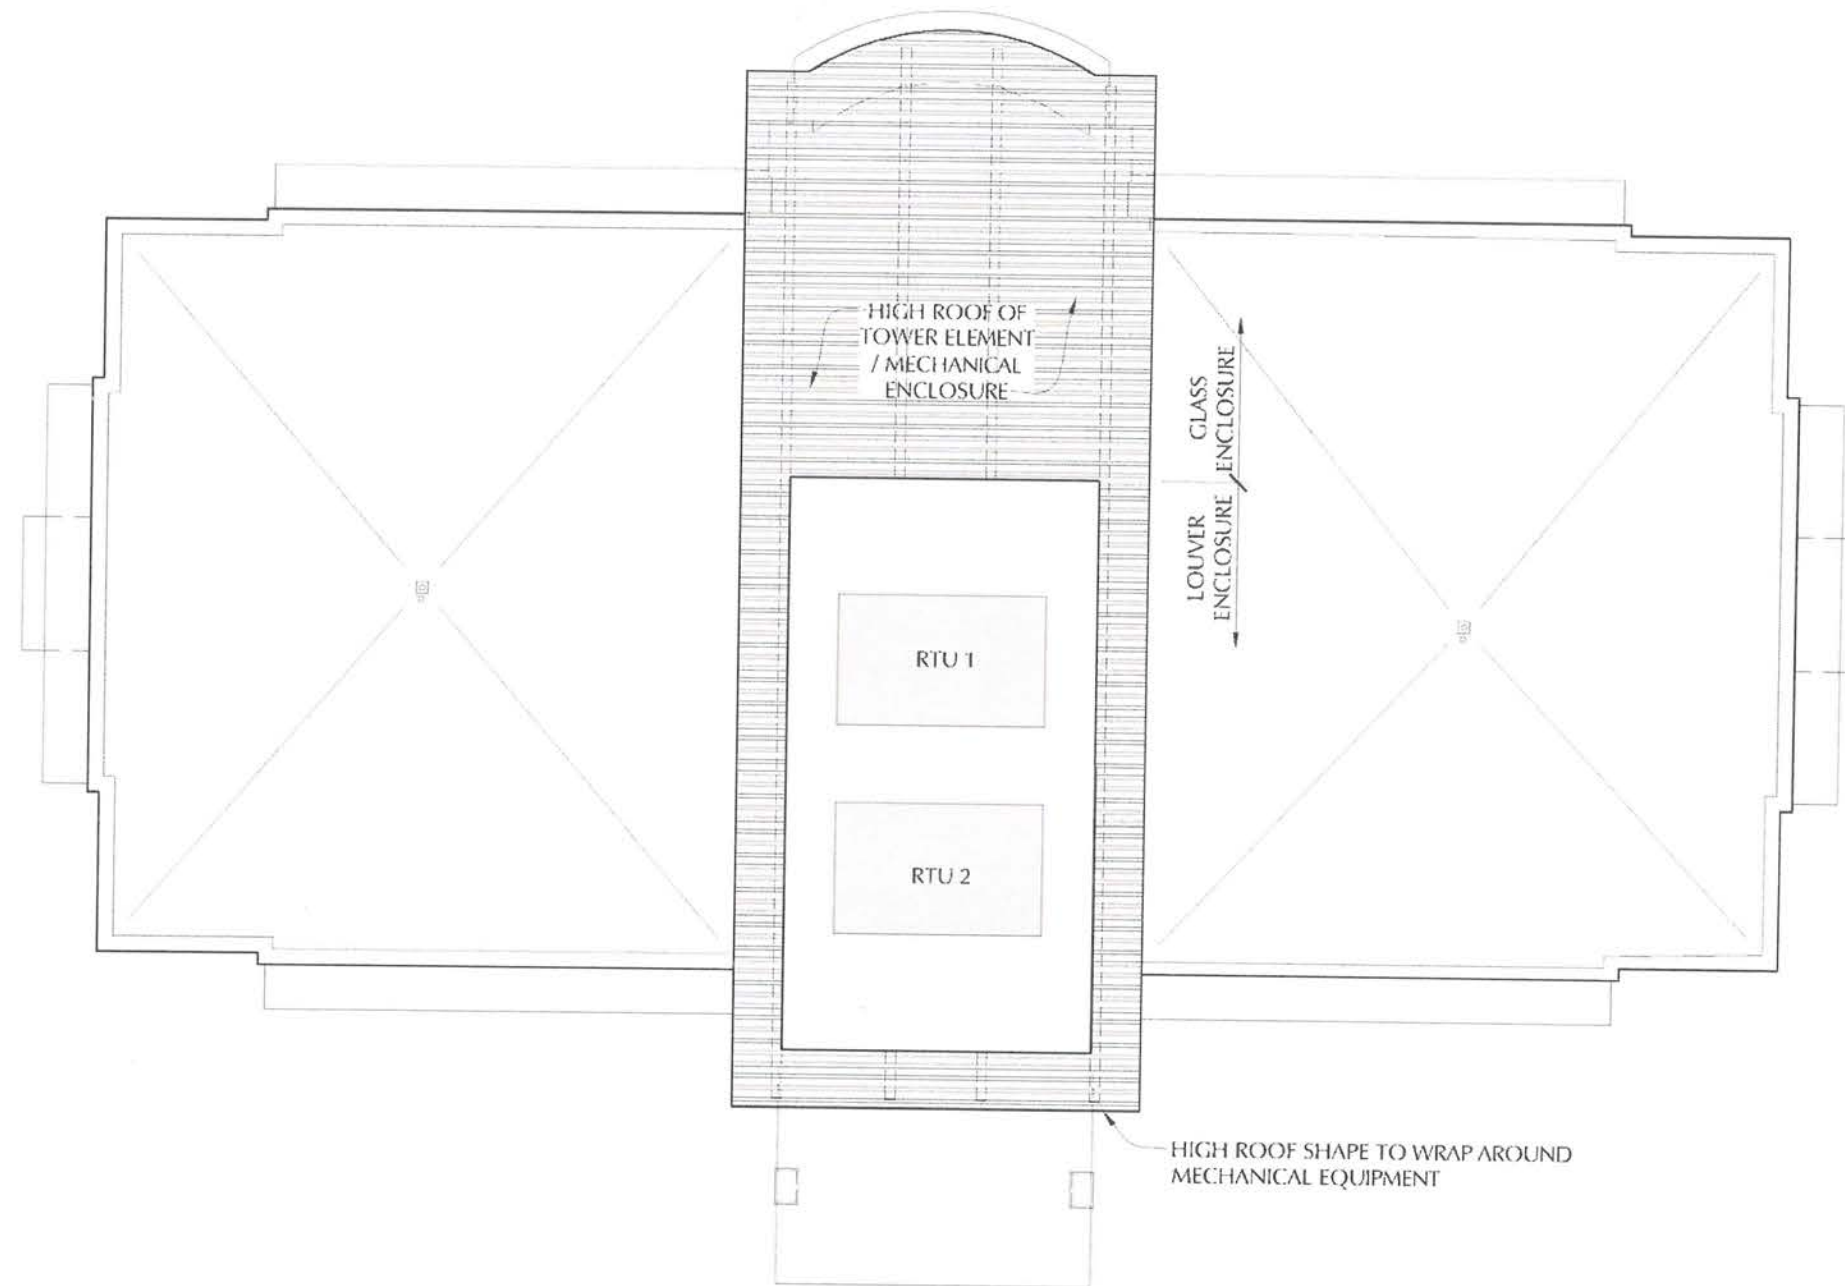 HIGH ROOF OF
TOWER ELEMENT
/ MECHANICAL
ENCLOSURE
GLASS
ENCLOSURE
LOUVER
ENCLOSURE
RTU 1
RTU 2
HIGH ROOF SHAPE TO WRAP AROUND
MECHANICAL EQUIPMENT